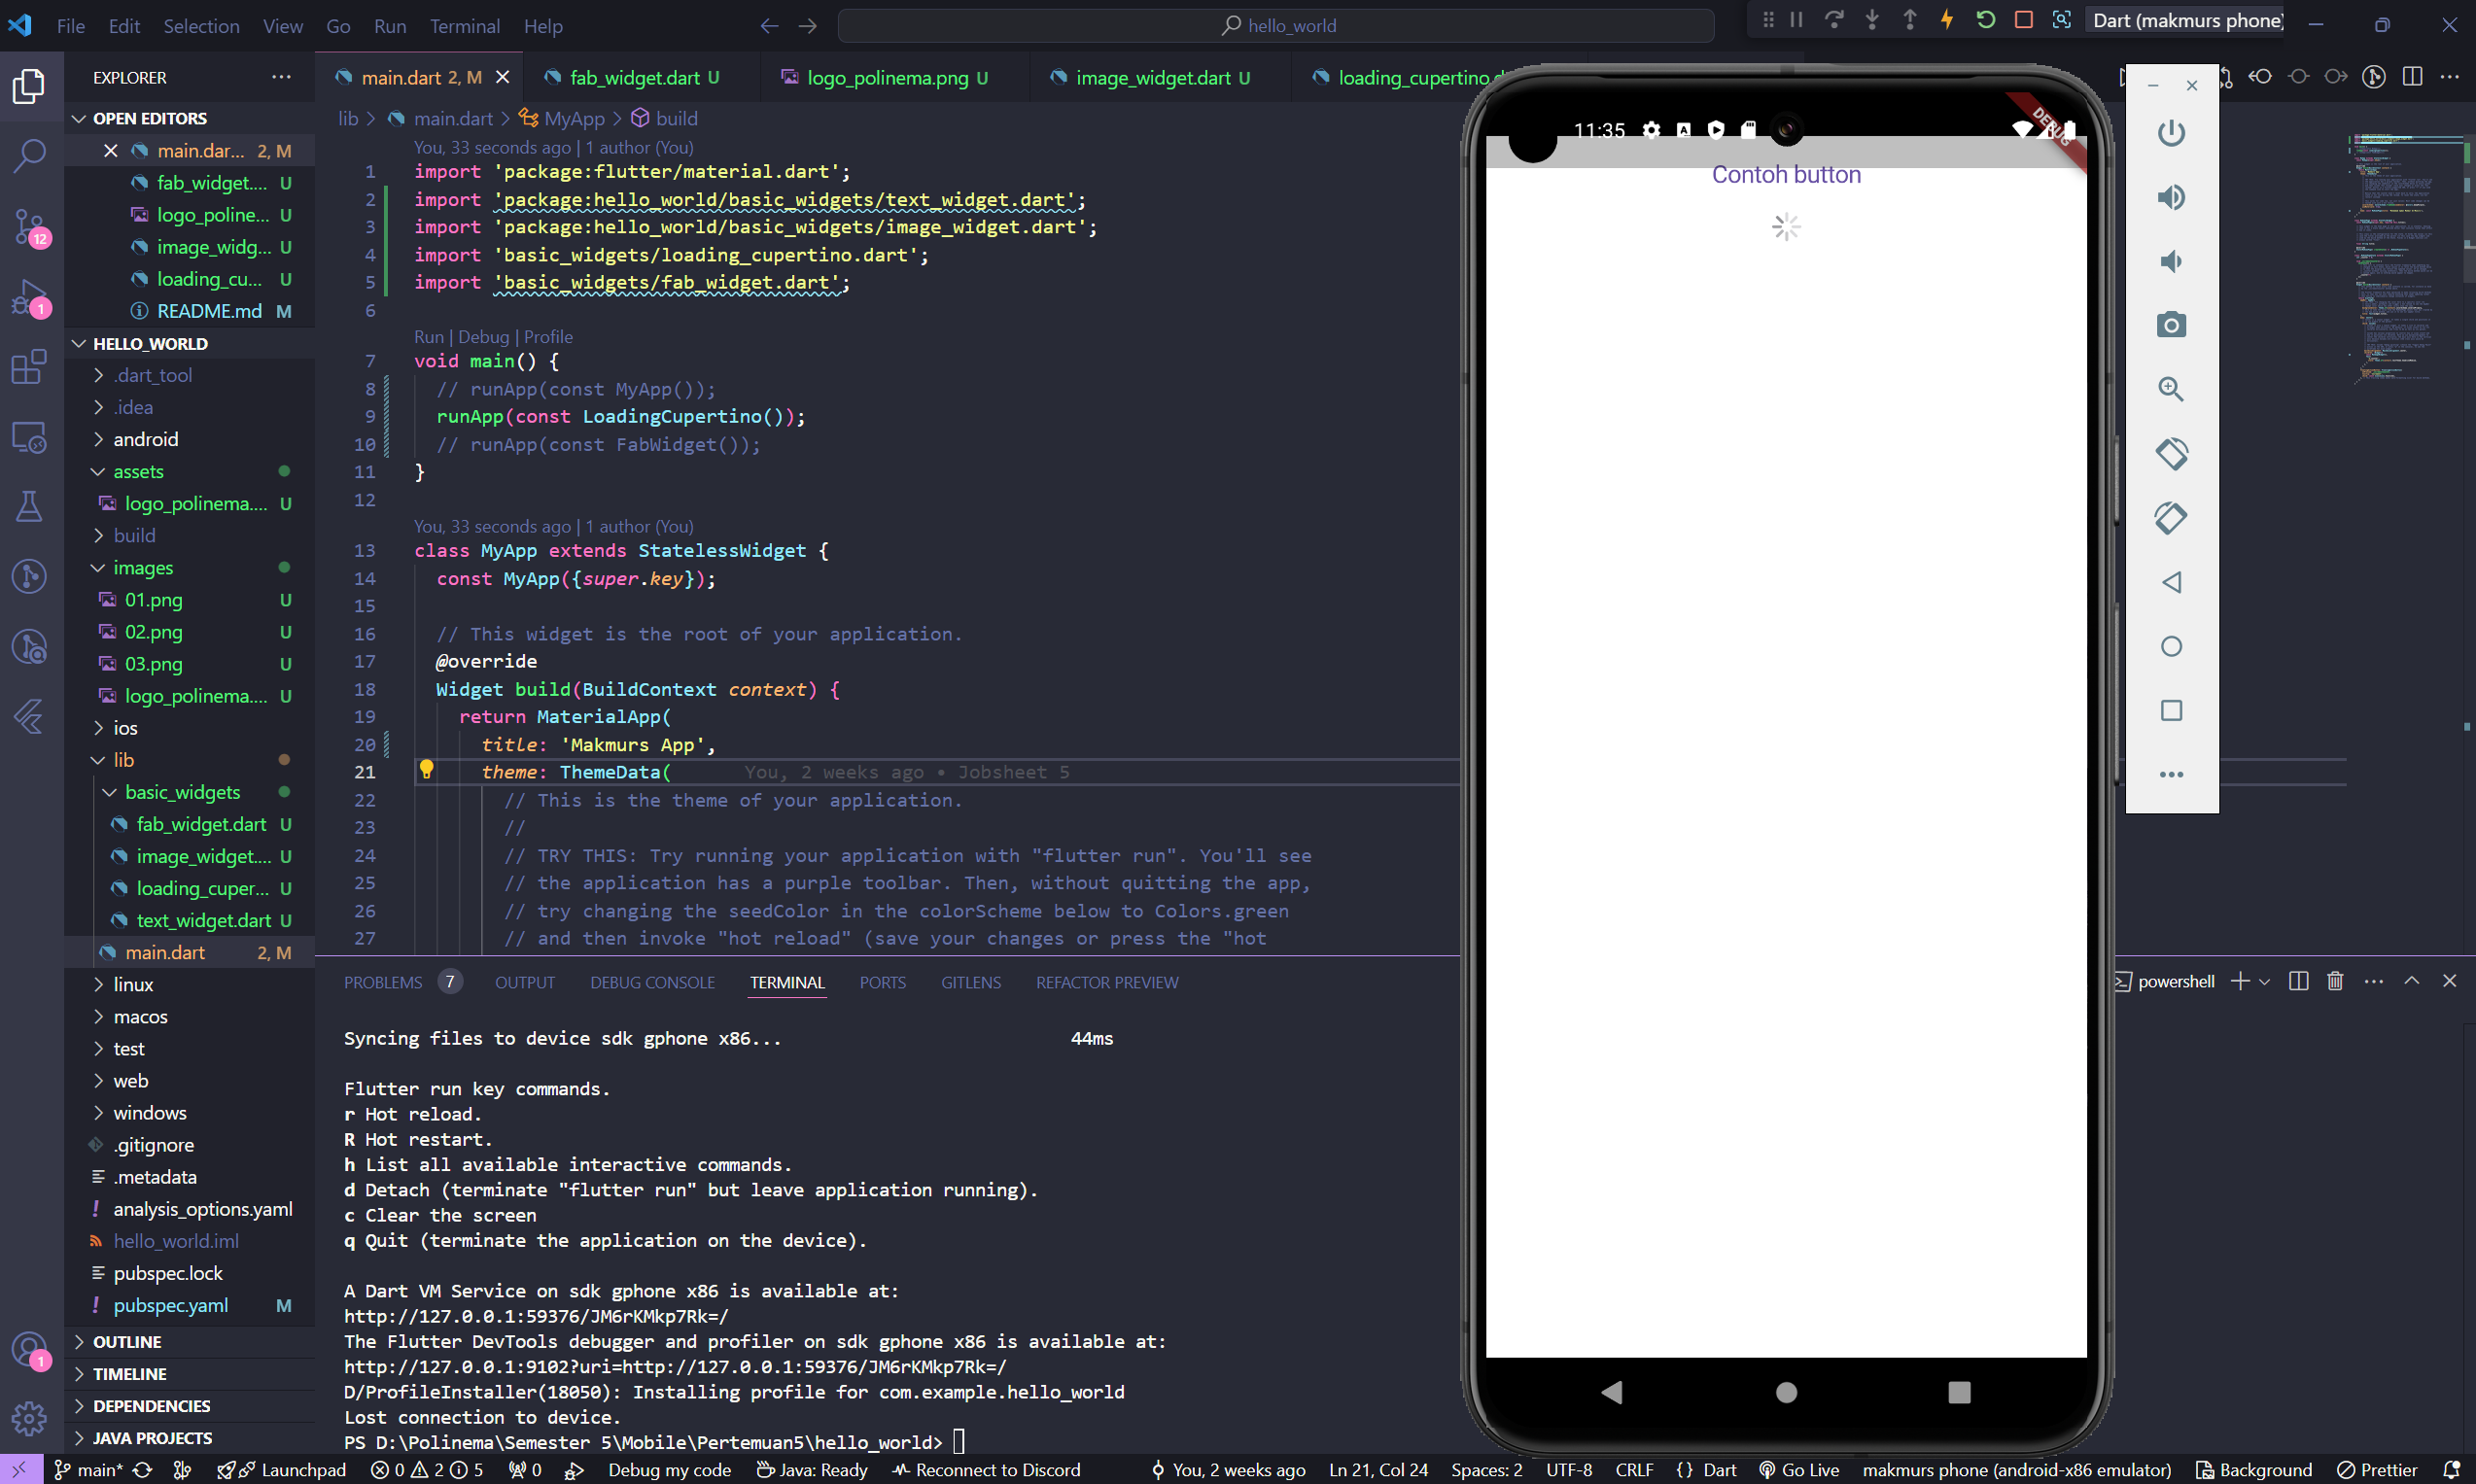 File Edit Selection View Go Run Terminal Help
hello_world
Dart (makmurs phone)
EXPLORER
main.dart 2, M
fab_widget.dart U
logo_polinema.png U
image_widget.dart U
loading_cupertino.d
OPEN EDITORS
main.dar... 2, M
fab_widget.... U
logo_poline... U
image_widg... U
loading_cu... U
README.md M
HELLO_WORLD
.dart_tool
.idea
android
assets
logo_polinema.... U
build
images
01.png U
02.png U
03.png U
logo_polinema.... U
ios
lib
basic_widgets
fab_widget.dart U
image_widget.... U
loading_cuper... U
text_widget.dart U
main.dart 2, M
linux
macos
test
web
windows
.gitignore
.metadata
analysis_options.yaml
hello_world.iml
pubspec.lock
pubspec.yaml M
OUTLINE
TIMELINE
DEPENDENCIES
JAVA PROJECTS
12
1
1
lib > main.dart > MyApp > build
You, 33 seconds ago | 1 author (You)
1 import 'package:flutter/material.dart';
2 import 'package:hello_world/basic_widgets/text_widget.dart';
3 import 'package:hello_world/basic_widgets/image_widget.dart';
4 import 'basic_widgets/loading_cupertino.dart';
5 import 'basic_widgets/fab_widget.dart';
6
Run | Debug | Profile
7 void main() {
8 // runApp(const MyApp());
9 runApp(const LoadingCupertino());
10 // runApp(const FabWidget());
11 }
12
You, 33 seconds ago | 1 author (You)
13 class MyApp extends StatelessWidget {
14 const MyApp({super.key});
15
16 // This widget is the root of your application.
17 @override
18 Widget build(BuildContext context) {
19 return MaterialApp(
20 title: 'Makmurs App',
21 theme: ThemeData( You, 2 weeks ago • Jobsheet 5
22 // This is the theme of your application.
23 //
24 // TRY THIS: Try running your application with "flutter run". You'll see
25 // the application has a purple toolbar. Then, without quitting the app,
26 // try changing the seedColor in the colorScheme below to Colors.green
27 // and then invoke "hot reload" (save your changes or press the "hot
11:35
DEBUG
Contoh button
PROBLEMS 7 OUTPUT DEBUG CONSOLE TERMINAL PORTS GITLENS REFACTOR PREVIEW
powershell
Syncing files to device sdk gphone x86... 44ms
Flutter run key commands.
r Hot reload.
R Hot restart.
h List all available interactive commands.
d Detach (terminate "flutter run" but leave application running).
c Clear the screen
q Quit (terminate the application on the device).
A Dart VM Service on sdk gphone x86 is available at:
http://127.0.0.1:59376/JM6rKMkp7Rk=/
The Flutter DevTools debugger and profiler on sdk gphone x86 is available at:
http://127.0.0.1:9102?uri=http://127.0.0.1:59376/JM6rKMkp7Rk=/
D/ProfileInstaller(18050): Installing profile for com.example.hello_world
Lost connection to device.
PS D:\Polinema\Semester 5\Mobile\Pertemuan5\hello_world>
main* Launchpad 0 2 5 0 Debug my code Java: Ready Reconnect to Discord You, 2 weeks ago Ln 21, Col 24 Spaces: 2 UTF-8 CRLF {} Dart Go Live makmurs phone (android-x86 emulator) Background Prettier